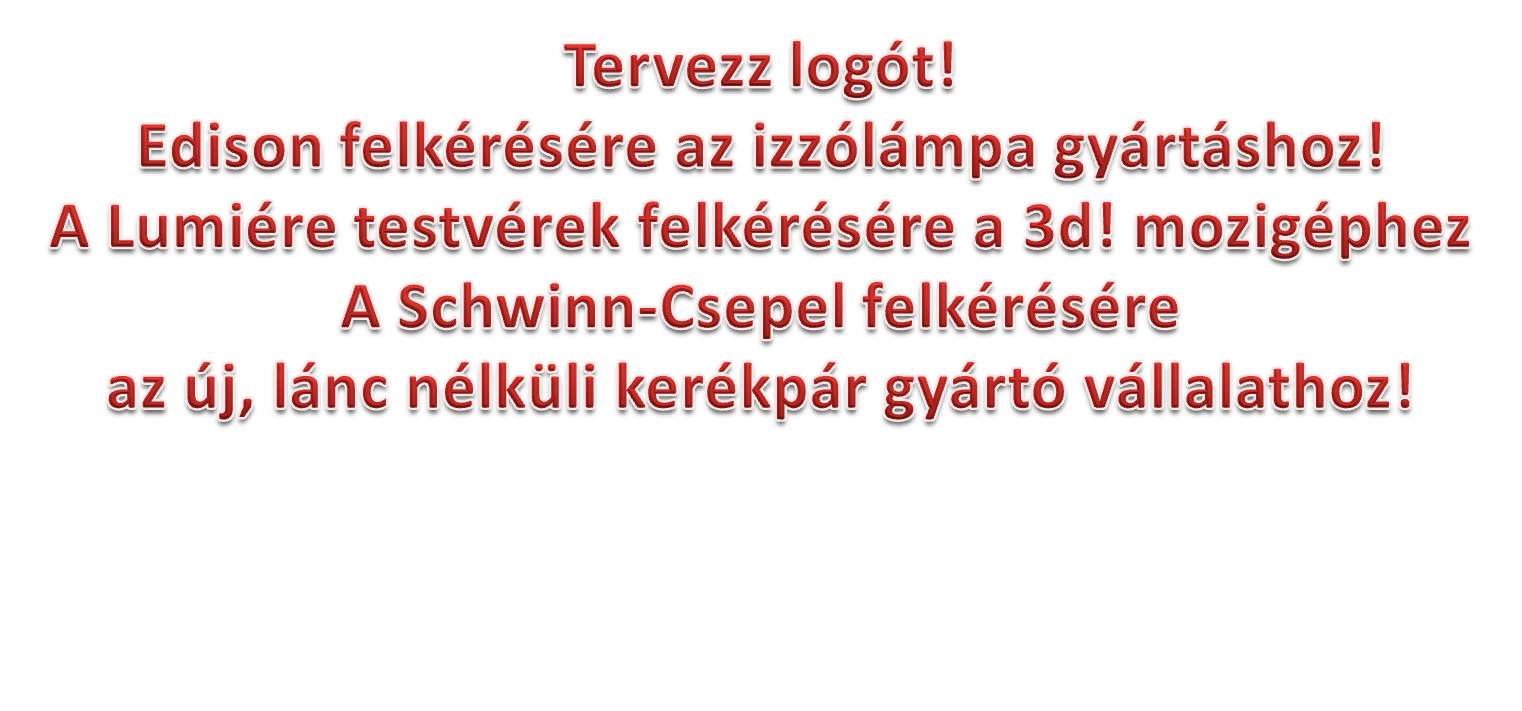 Tervezz logót!
Edison felkérésére az izzólámpa gyártáshoz!
A Lumiére testvérek felkérésére a 3d! mozigéphez
A Schwinn-Csepel felkérésére
az új, lánc nélküli kerékpár gyártó vállalathoz!